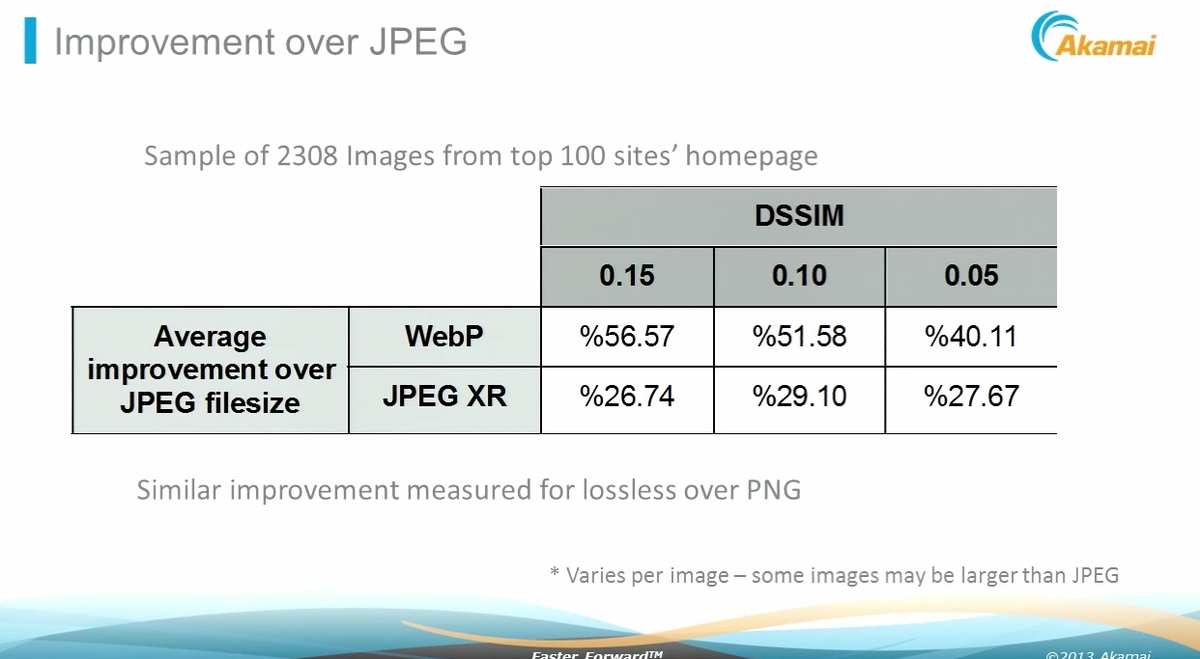 Improvement over JPEG
Akamai
Sample of 2308 Images from top 100 sites’ homepage
DSSIM
0.15 0.10 0.05
Average improvement over JPEG filesize
WebP %56.57 %51.58 %40.11
JPEG XR %26.74 %29.10 %27.67
Similar improvement measured for lossless over PNG
* Varies per image – some images may be larger than JPEG
Faster Forward™
©2013 Akamai